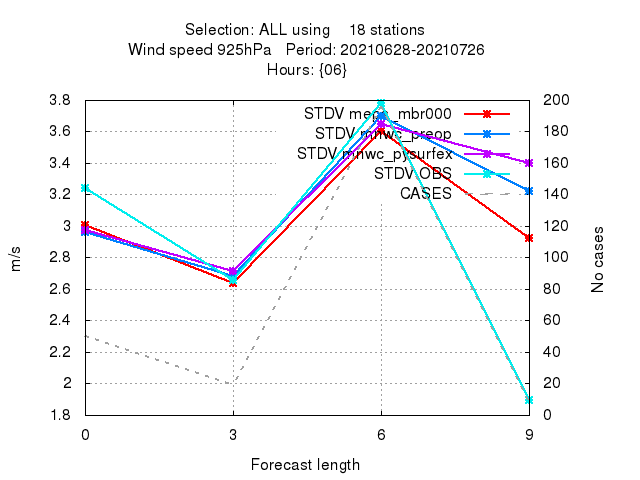 Selection: ALL using 18 stations
Wind speed 925hPa Period: 20210628-20210726
Hours: {06}
STDV meps_mbr000
STDV mnwc_preop
STDV mnwc_pysurfex
STDV OBS
CASES
3.8
3.6
3.4
3.2
3
2.8
2.6
2.4
2.2
2
1.8
m/s
200
180
160
140
120
100
80
60
40
20
0
No cases
0 3 6 9
Forecast length